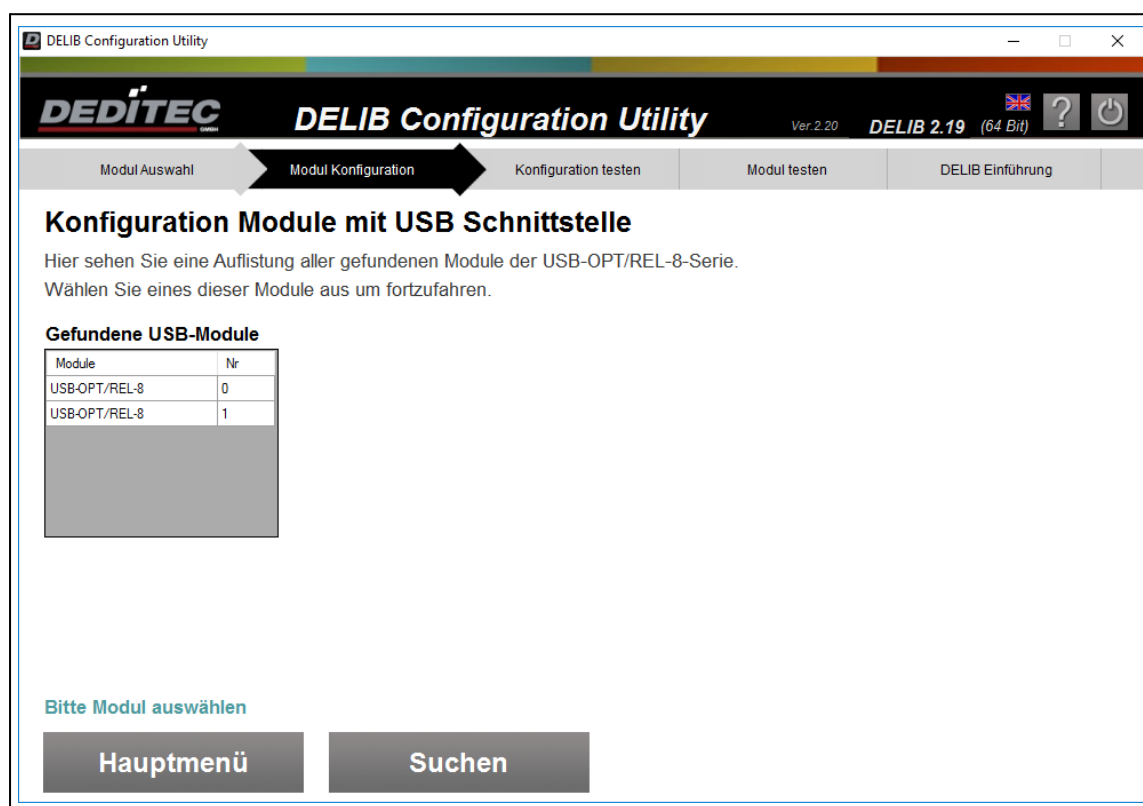 DELIB Configuration Utility
DEDITEC
GMBH
DELIB Configuration Utility
Ver.2.20
DELIB 2.19 (64 Bit)
?
Modul Auswahl
Modul Konfiguration
Konfiguration testen
Modul testen
DELIB Einführung
Konfiguration Module mit USB Schnittstelle
Hier sehen Sie eine Auflistung aller gefundenen Module der USB-OPT/REL-8-Serie.
Wählen Sie eines dieser Module aus um fortzufahren.
Gefundene USB-Module
Module Nr
USB-OPT/REL-8 0
USB-OPT/REL-8 1
Bitte Modul auswählen
Hauptmenü
Suchen